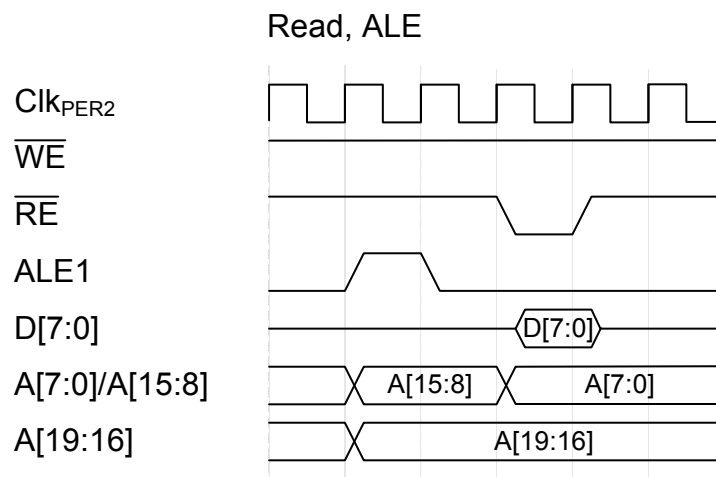 Read, ALE
ClkPER2
WE
RE
ALE1
D[7:0] D[7:0]
A[7:0]/A[15:8] A[15:8] A[7:0]
A[19:16] A[19:16]